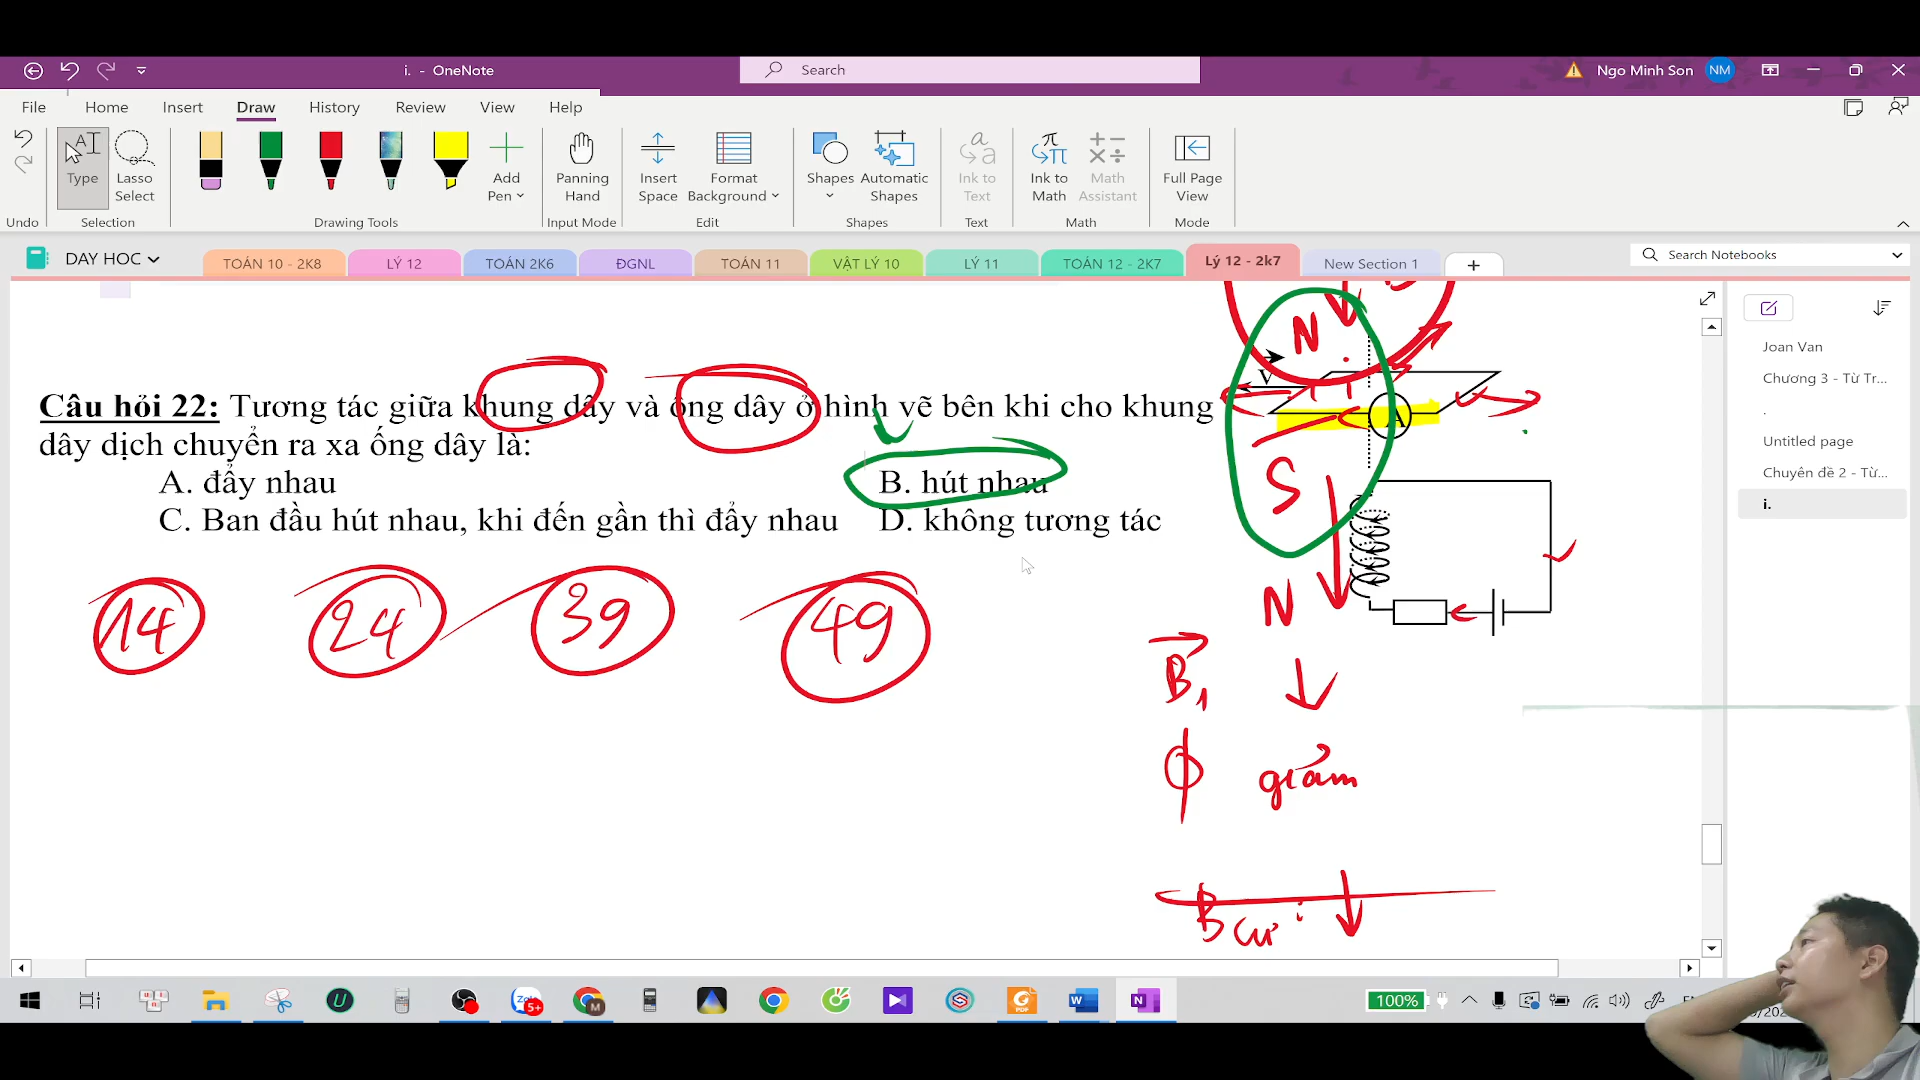 i. - OneNote
Search
Ngo Minh Son
NM
File
Home
Insert
Draw
History
Review
View
Help
Type
Lasso Select
Add Pen
Panning Hand
Insert Space
Format Background
Shapes
Automatic Shapes
Ink to Text
Ink to Math
Math Assistant
Full Page View
Undo
Selection
Drawing Tools
Input Mode
Edit
Shapes
Text
Math
Mode
DAY HOC
TOÁN 10 - 2K8
LÝ 12
TOÁN 2K6
ĐGNL
TOÁN 11
VẬT LÝ 10
LÝ 11
TOÁN 12 - 2K7
Lý 12 - 2k7
New Section 1
Search Notebooks
Joan Van
Chương 3 - Từ Tr...
.
Untitled page
Chuyên đề 2 - Từ...
i.
Câu hỏi 22: Tương tác giữa khung dây và ống dây ở hình vẽ bên khi cho khung
dây dịch chuyển ra xa ống dây là:
A. đẩy nhau
B. hút nhau
C. Ban đầu hút nhau, khi đến gần thì đẩy nhau
D. không tương tác
N
v
A
S
N
14
24
39
49
B1
ϕ giảm
Bcư :
100%
5+